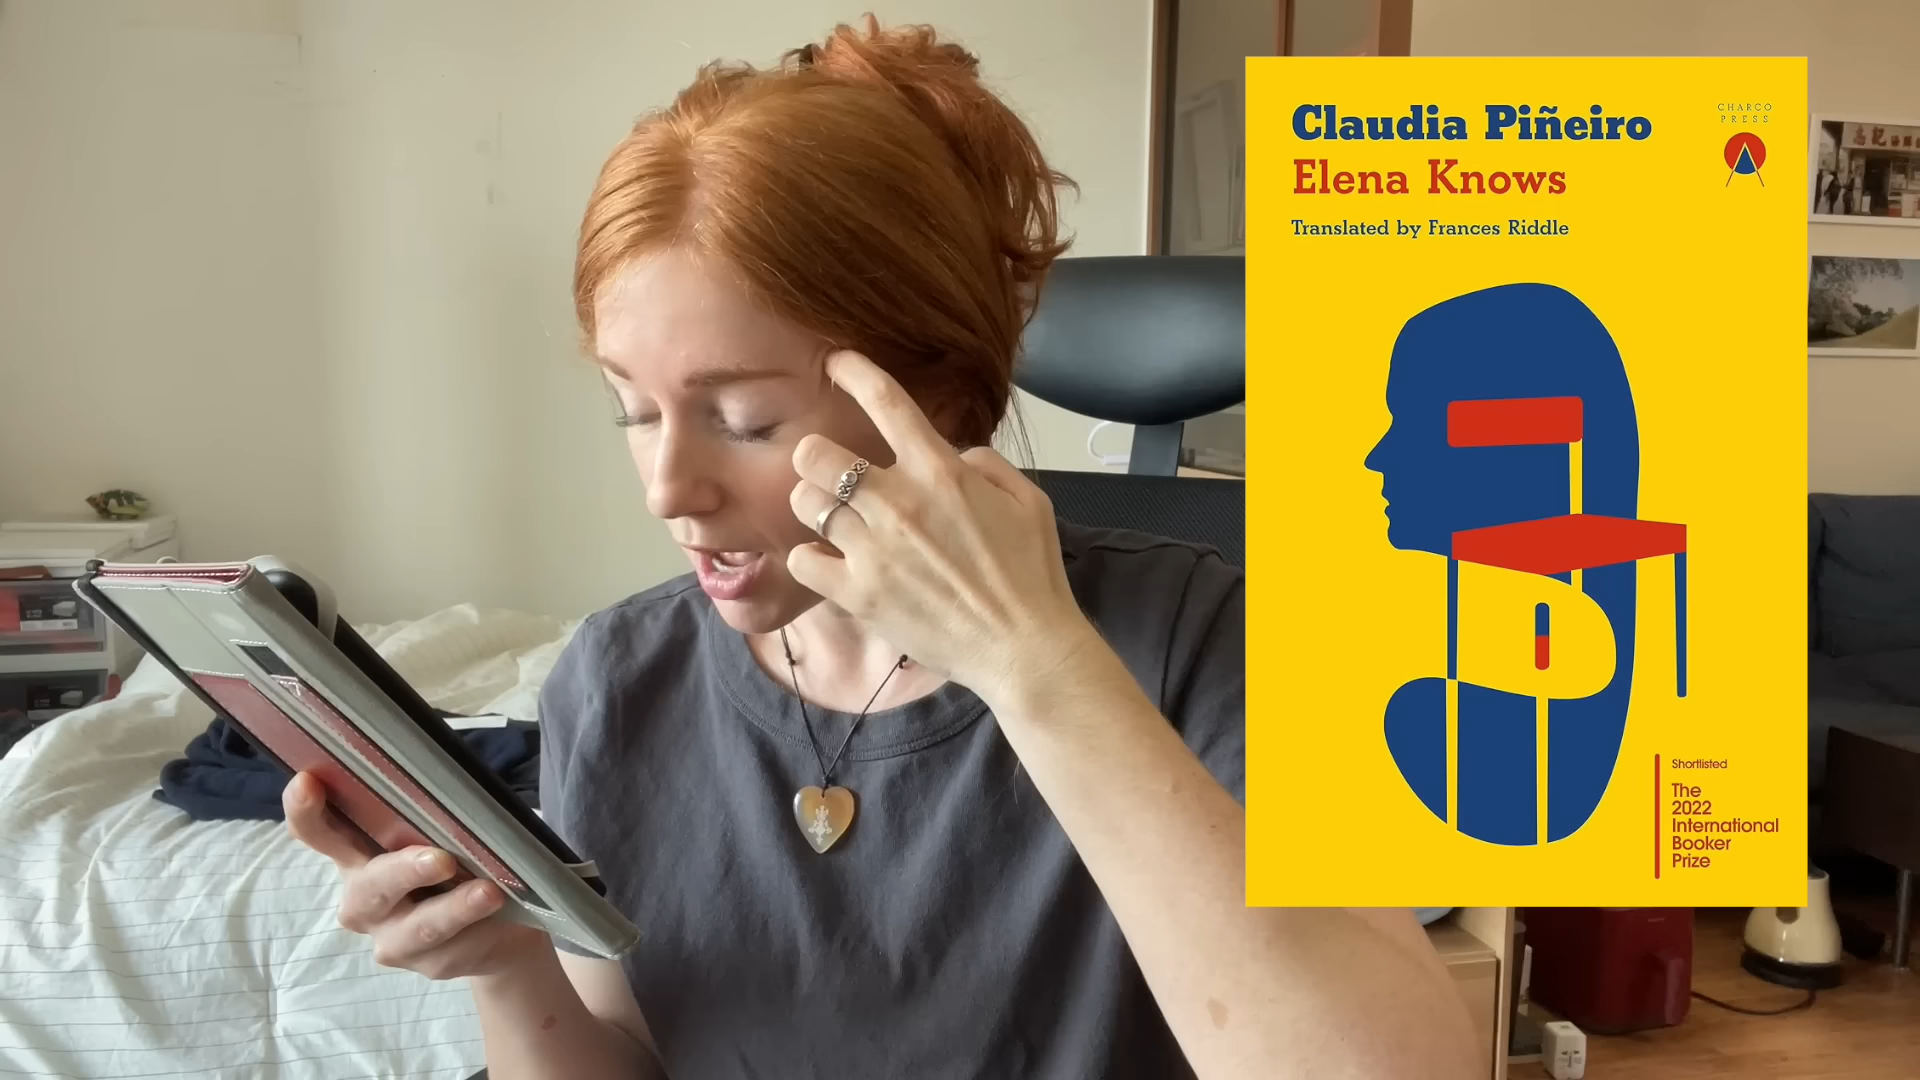 Claudia Piñeiro
Elena Knows
Translated by Frances Riddle
CHARCO
PRESS
Shortlisted
The
2022
International
Booker
Prize